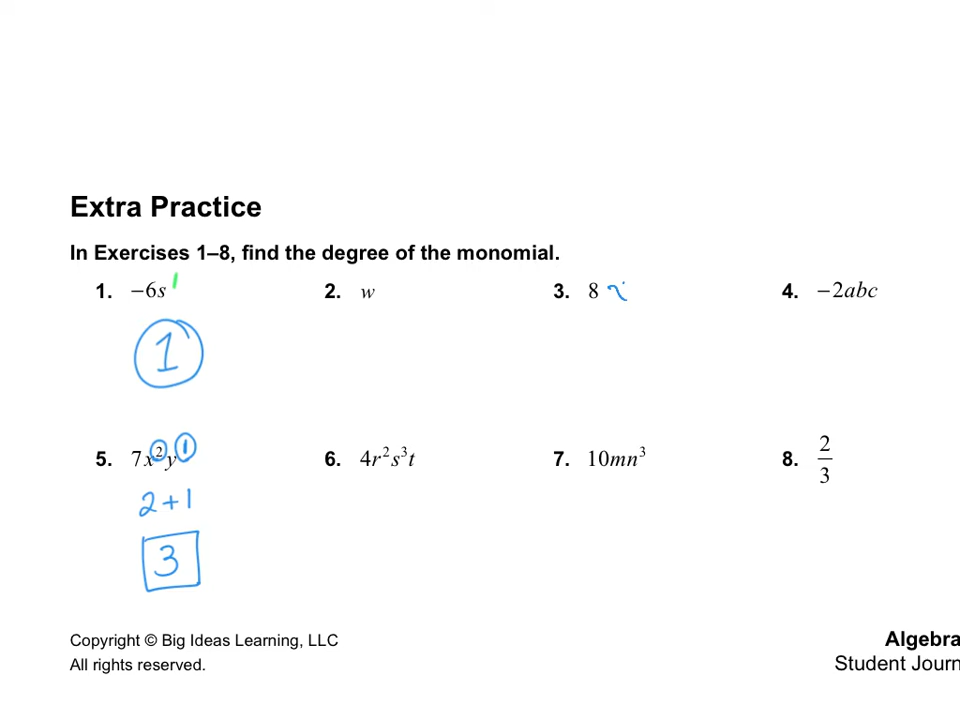 Extra Practice
In Exercises 1–8, find the degree of the monomial.
1. −6s¹ 2. w 3. 8 4. −2abc
1
5. 7x²y¹ 6. 4r²s³t 7. 10mn³ 8. 2/3
2+1
3
Copyright © Big Ideas Learning, LLC Algebra
All rights reserved. Student Journ